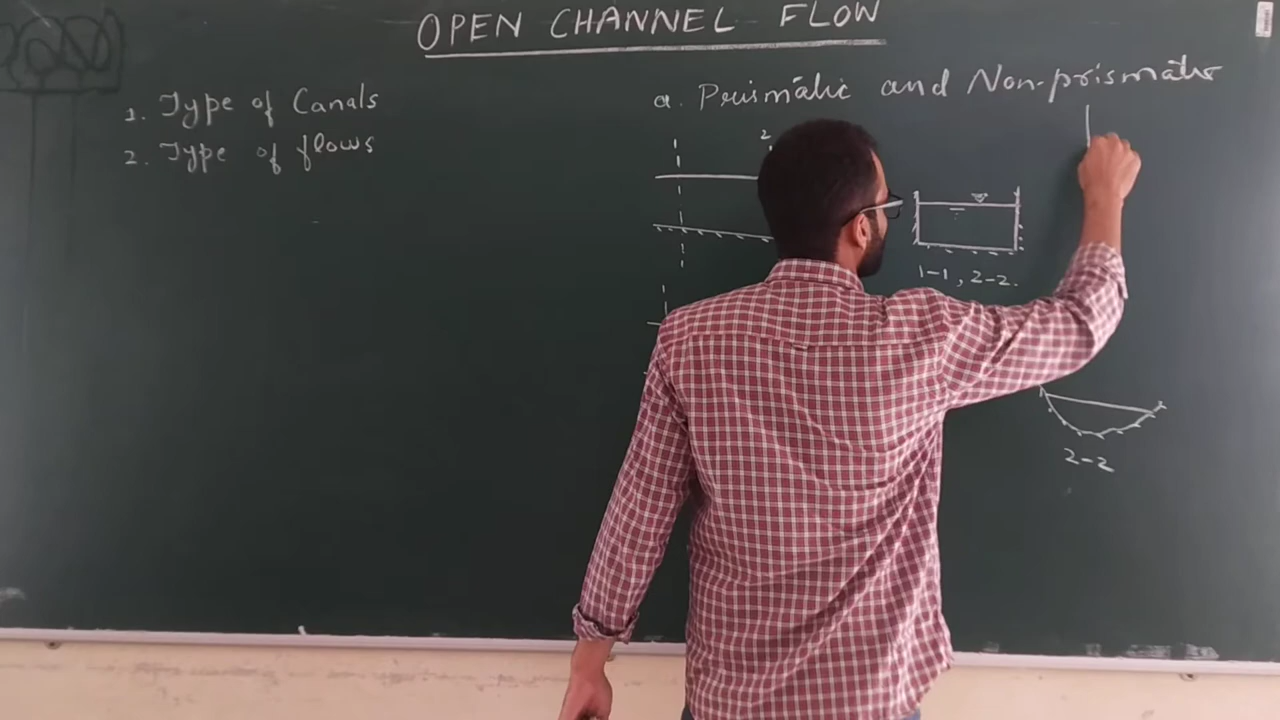 OPEN CHANNEL FLOW
1. Type of Canals
2. Type of flows
a. Prismatic and Non-prismatic
2
1-1, 2-2.
2-2